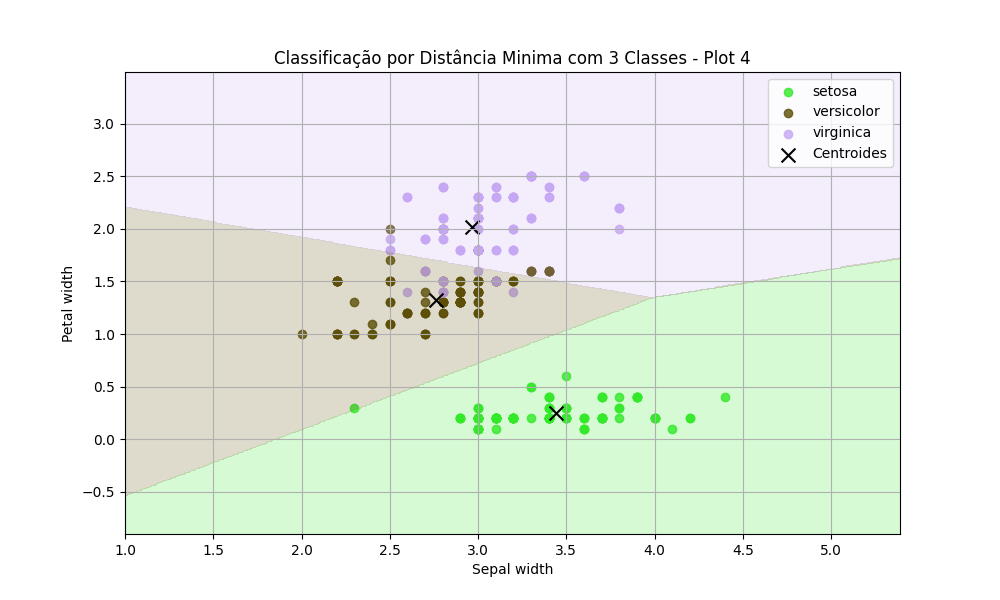 Classificação por Distância Minima com 3 Classes - Plot 4
setosa
versicolor
virginica
Centroides
Petal width
3.0
2.5
2.0
1.5
1.0
0.5
0.0
−0.5
1.0 1.5 2.0 2.5 3.0 3.5 4.0 4.5 5.0
Sepal width